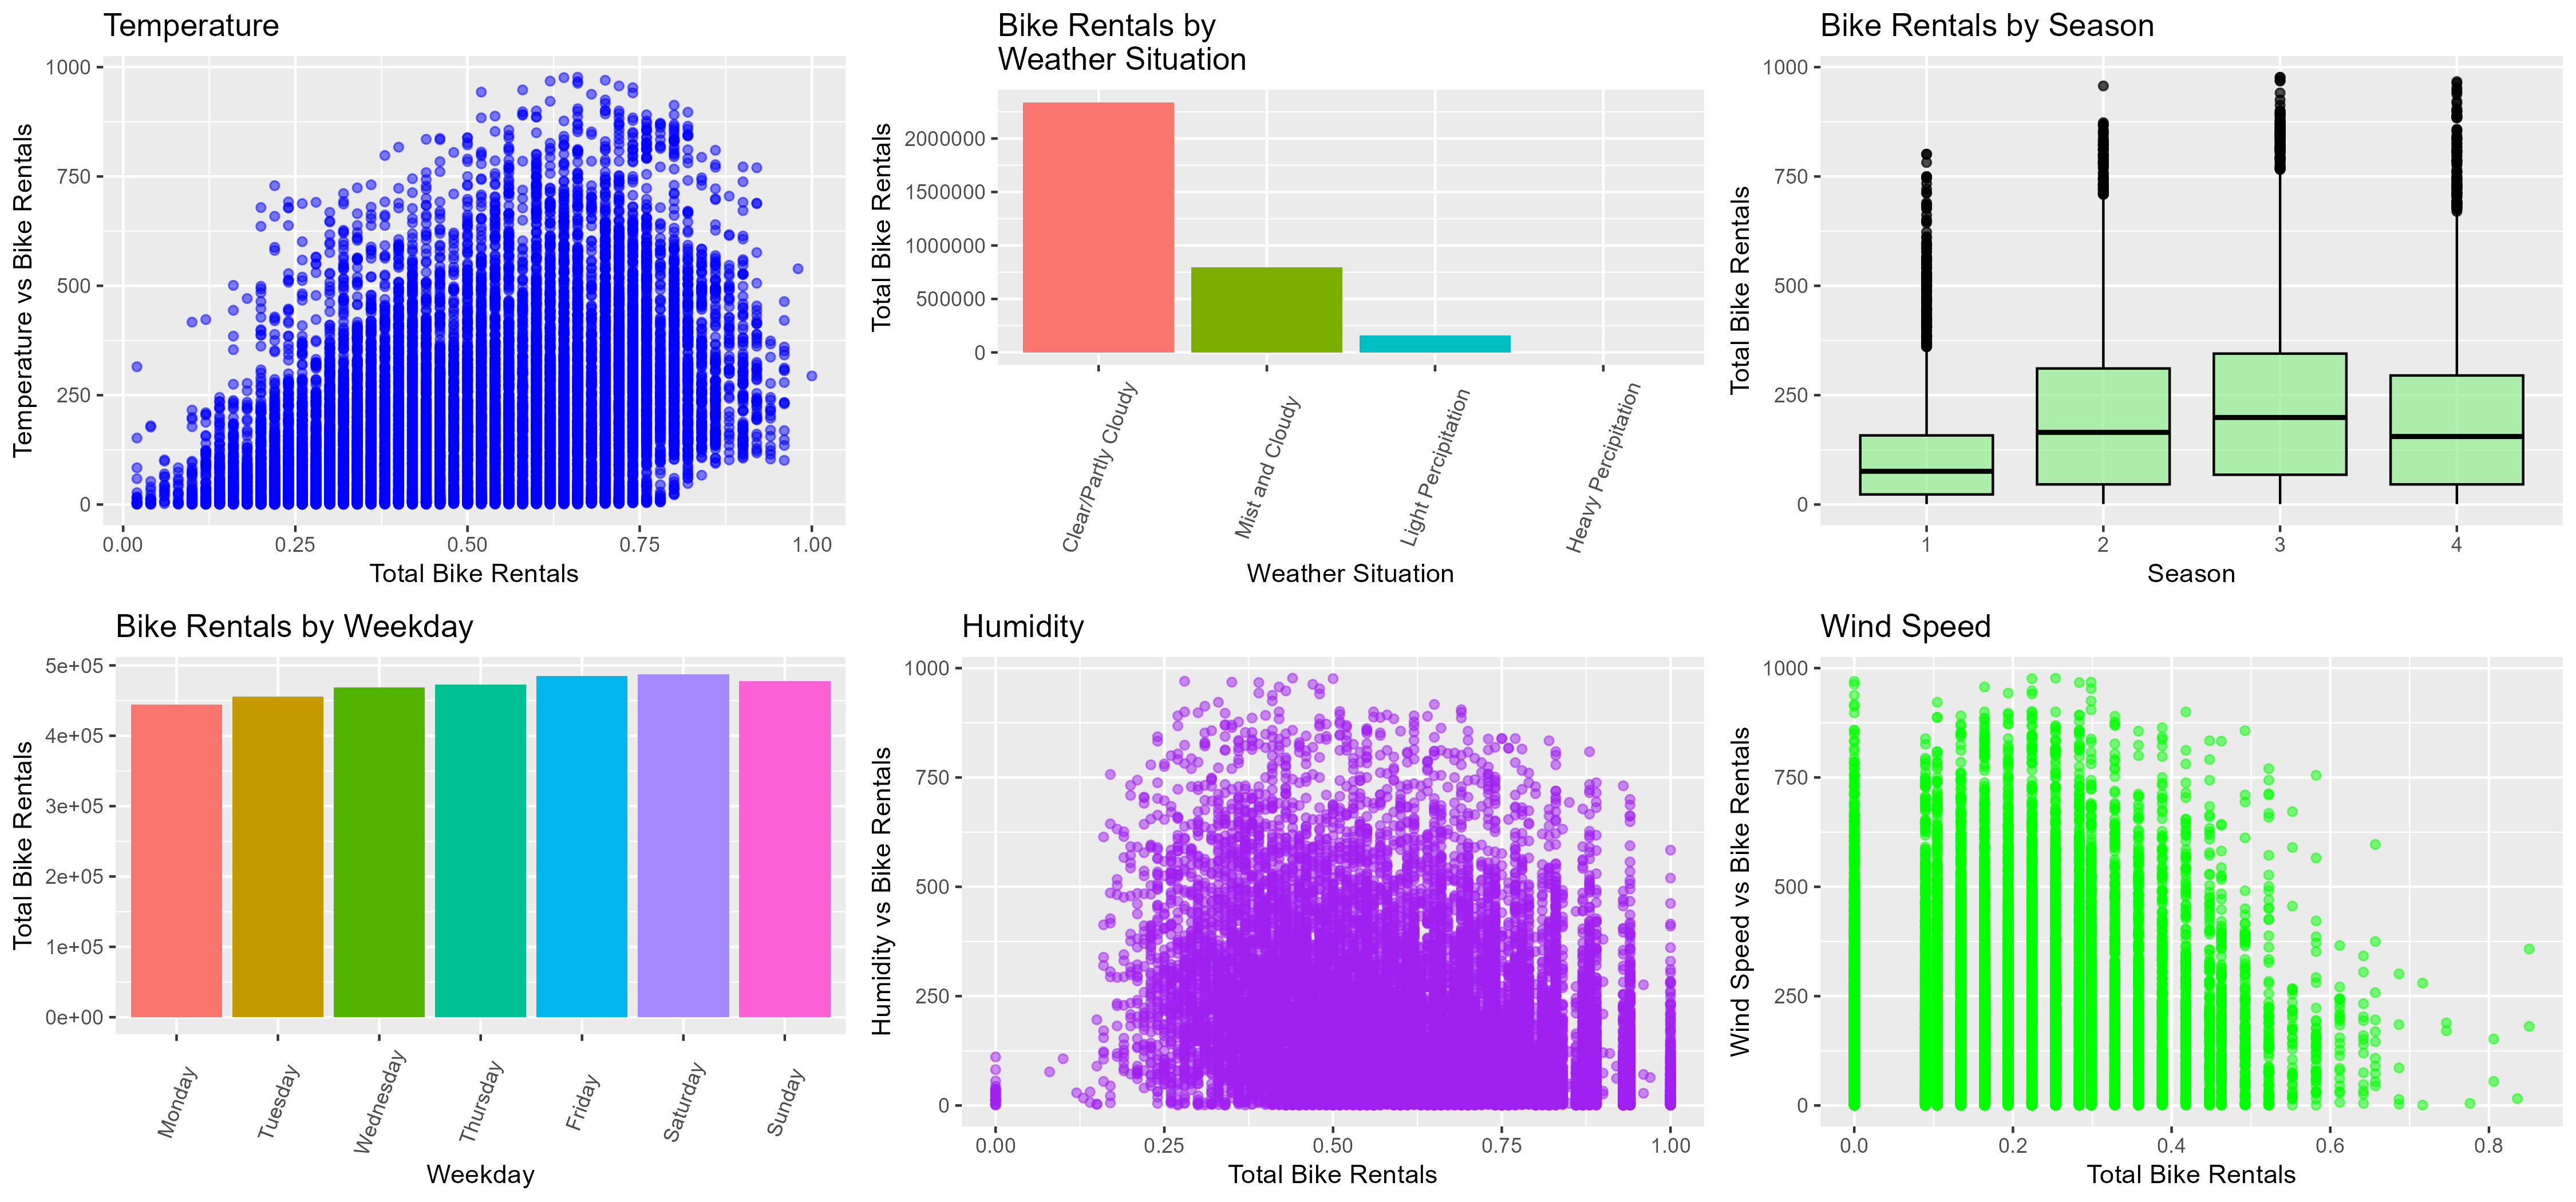 Temperature
Temperature vs Bike Rentals
1000
750
500
250
0
0.00 0.25 0.50 0.75 1.00
Total Bike Rentals
Bike Rentals by
Weather Situation
Total Bike Rentals
2000000
1500000
1000000
500000
0
Clear/Partly Cloudy
Mist and Cloudy
Light Percipitation
Heavy Percipitation
Weather Situation
Bike Rentals by Season
Total Bike Rentals
1000
750
500
250
0
1 2 3 4
Season
Bike Rentals by Weekday
Total Bike Rentals
5e+05
4e+05
3e+05
2e+05
1e+05
0e+00
Monday
Tuesday
Wednesday
Thursday
Friday
Saturday
Sunday
Weekday
Humidity
Humidity vs Bike Rentals
1000
750
500
250
0
0.00 0.25 0.50 0.75 1.00
Total Bike Rentals
Wind Speed
Wind Speed vs Bike Rentals
1000
750
500
250
0
0.0 0.2 0.4 0.6 0.8
Total Bike Rentals